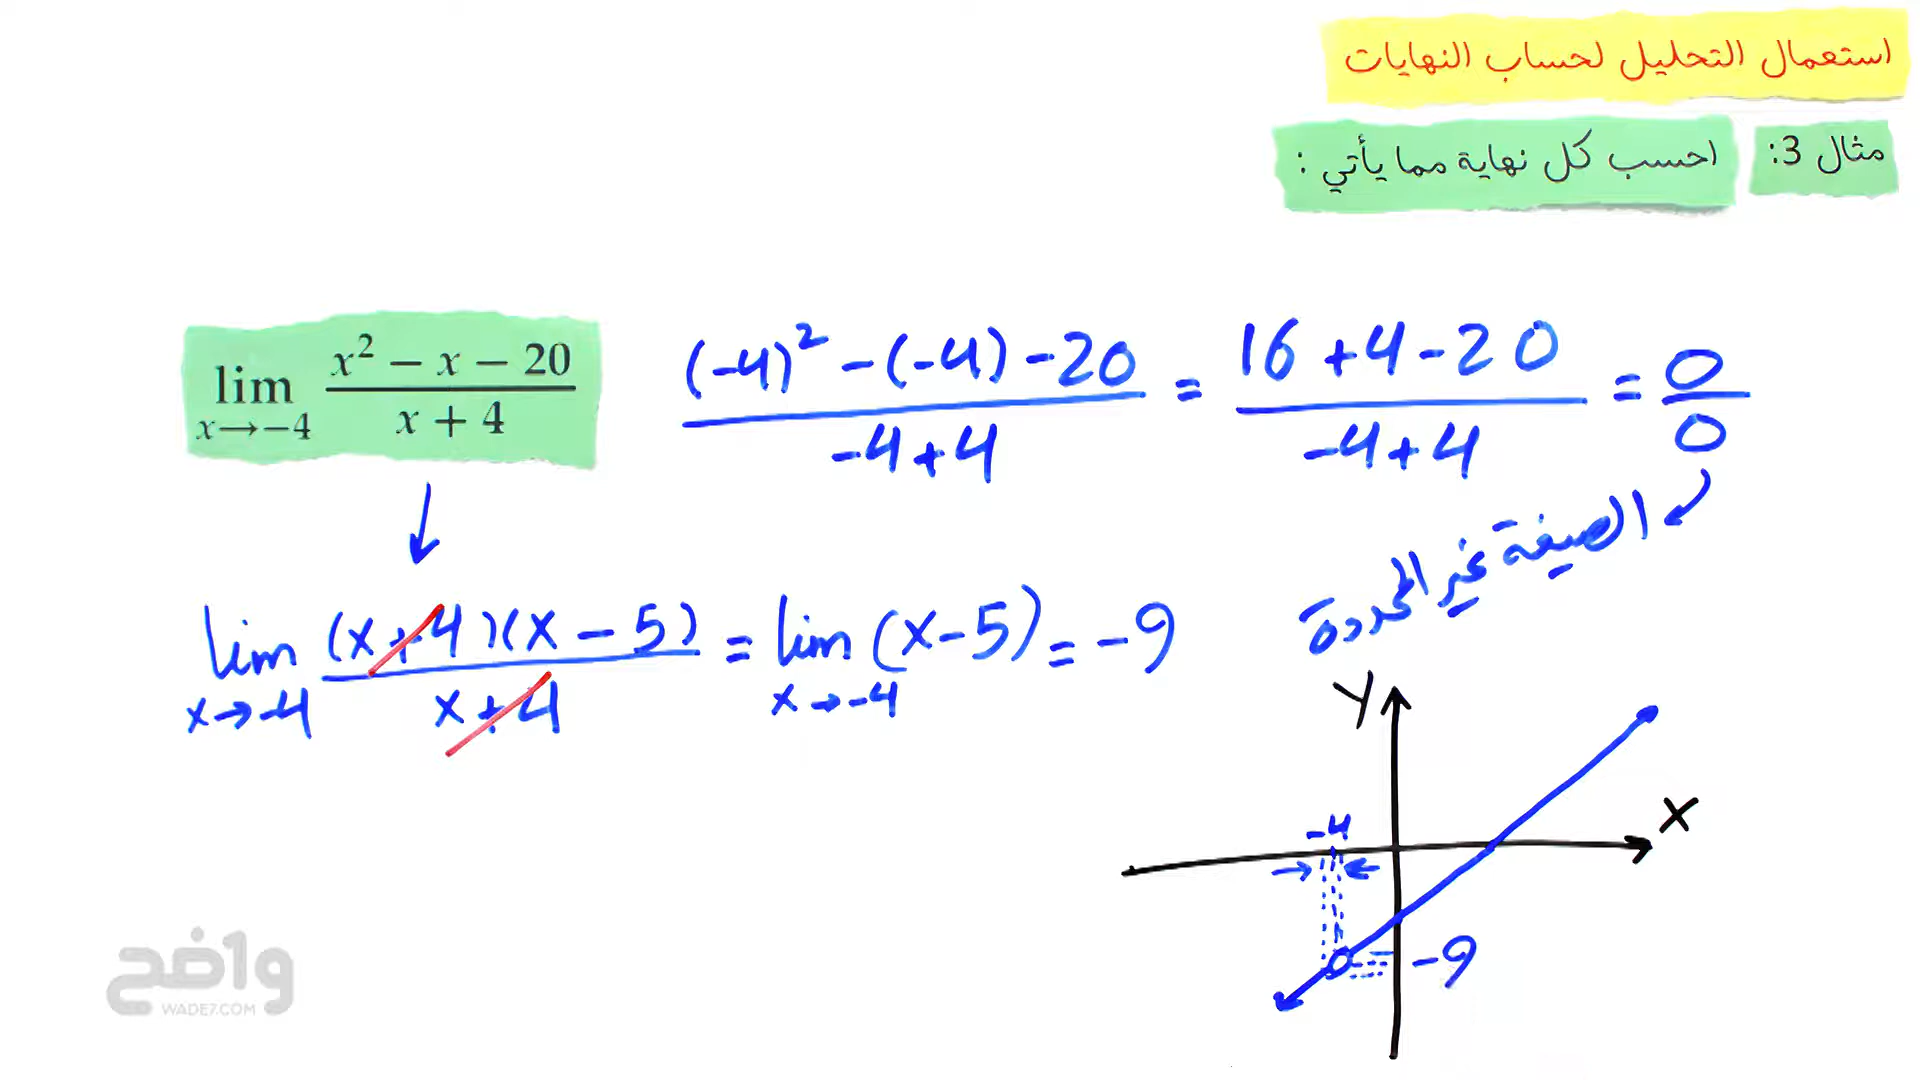 استعمال التحليل لحساب النهايات
مثال 3: احسب كل نهاية مما يأتي :
lim x→-4 (x² − x − 20)/(x + 4)
((-4)² - (-4) - 20)/(-4+4) = (16 + 4 - 20)/(-4+4) = 0/0
الصيغة غير المحددة
lim x→-4 ((x+4)(x-5))/(x+4) = lim x→-4 (x-5) = -9
y
x
-4
-9
واضح
WADE7.COM